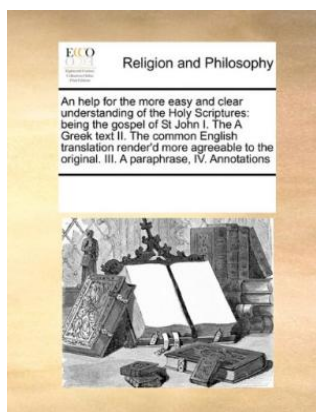 ECCO
Religion and Philosophy
An help for the more easy and clear
understanding of the Holy Scriptures:
being the gospel of St John I. The A
Greek text II. The common English
translation render'd more agreeable to the
original. III. A paraphrase, IV. Annotations